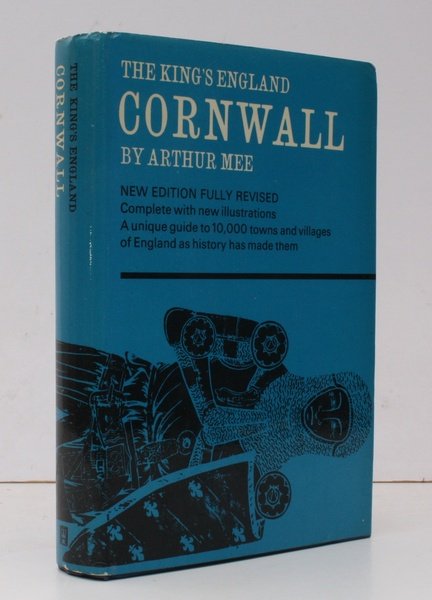 THE KING'S ENGLAND
CORNWALL
BY ARTHUR MEE
NEW EDITION FULLY REVISED
Complete with new illustrations
A unique guide to 10,000 towns and villages
of England as history has made them
THE KING'S ENGLAND
CORNWALL